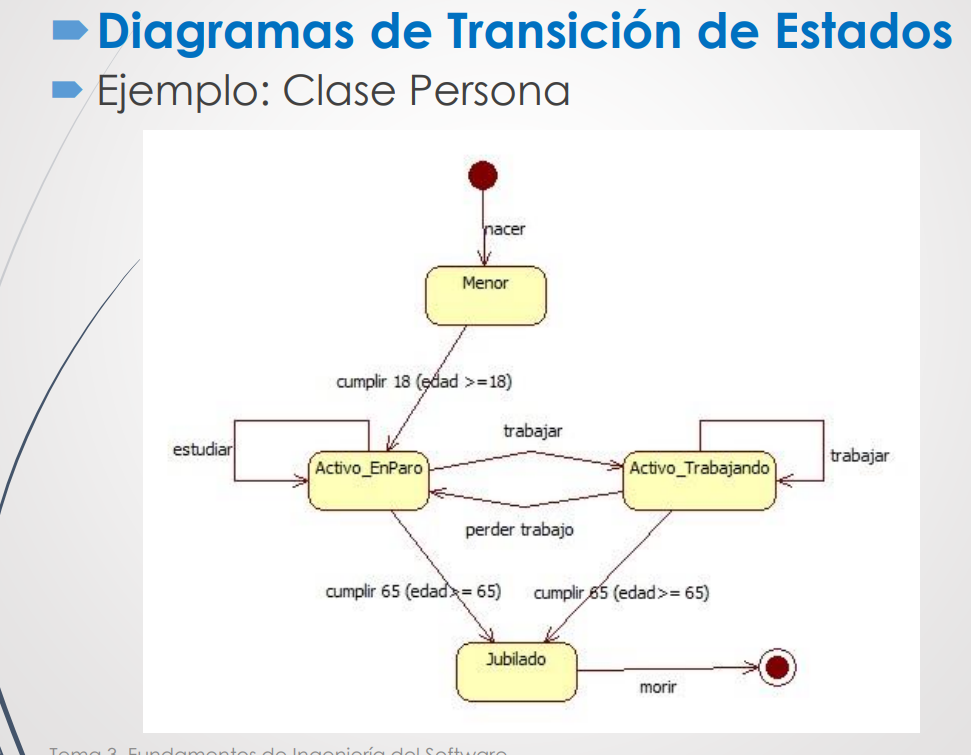 Diagramas de Transición de Estados
Ejemplo: Clase Persona
nacer
Menor
cumplir 18 (edad >=18)
trabajar
estudiar
Activo_EnParo
Activo_Trabajando
trabajar
perder trabajo
cumplir 65 (edad>= 65)
cumplir 65 (edad>= 65)
Jubilado
morir
Tema 3. Fundamentos de Ingeniería del Software